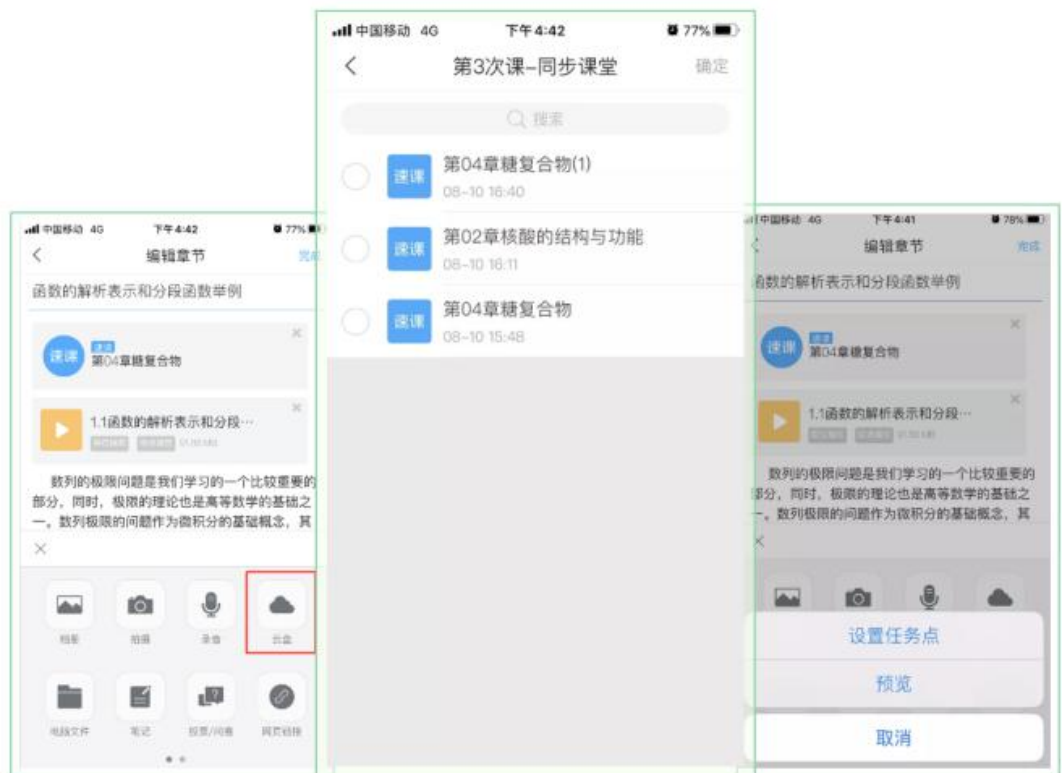 中国移动 4G 下午4:42 77%
编辑章节 完成
函数的解析表示和分段函数举例
速课 速课
第04章糖复合物
1.1函数的解析表示和分段…
数列的极限问题是我们学习的一个比较重要的
部分，同时，极限的理论也是高等数学的基础之
一。数列极限的问题作为微积分的基础概念，其
相册 拍摄 录音 云盘
电脑文件 笔记 投票/问卷 网页链接
中国移动 4G 下午4:42 77%
第3次课-同步课堂 确定
搜索
速课 第04章糖复合物(1)
08-10 16:40
速课 第02章核酸的结构与功能
08-10 16:11
速课 第04章糖复合物
08-10 15:48
中国移动 4G 下午4:41 78%
编辑章节 完成
函数的解析表示和分段函数举例
速课 速课
第04章糖复合物
1.1函数的解析表示和分段…
数列的极限问题是我们学习的一个比较重要的
部分，同时，极限的理论也是高等数学的基础之
一。数列极限的问题作为微积分的基础概念，其
设置任务点
预览
取消